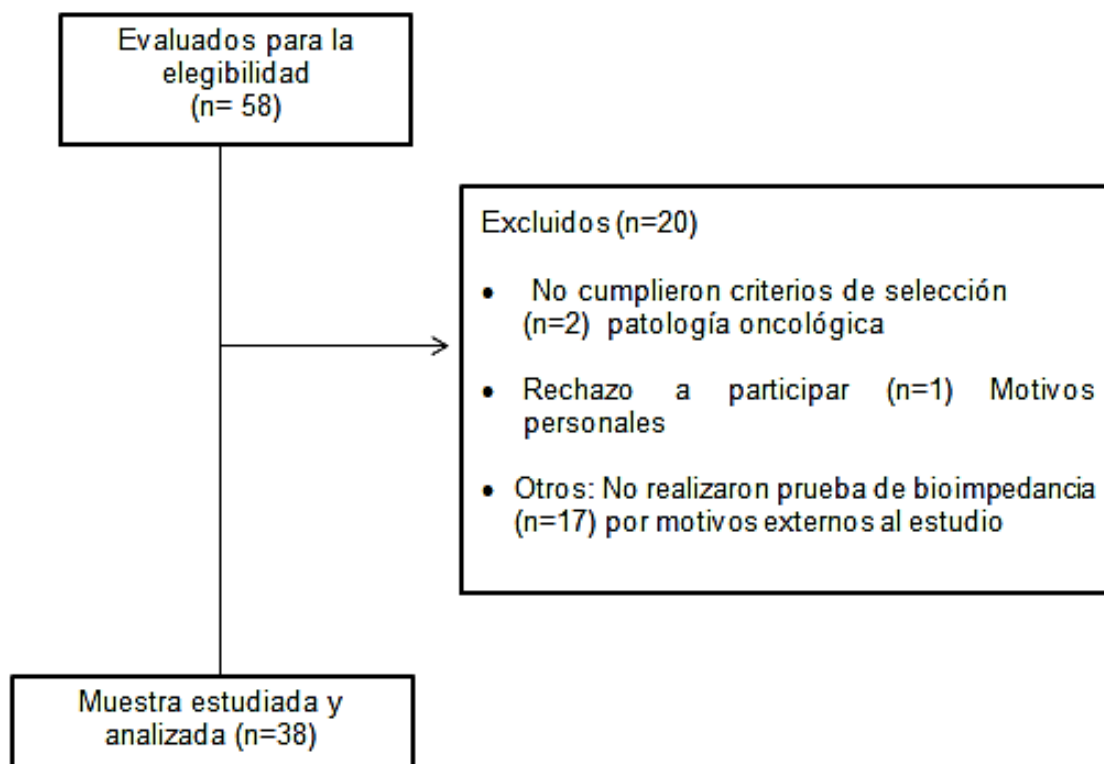 Evaluados para la
elegibilidad
(n= 58)
Excluidos (n=20)
• No cumplieron criterios de selección
(n=2) patología oncológica
• Rechazo a participar (n=1) Motivos
personales
• Otros: No realizaron prueba de bioimpedancia
(n=17) por motivos externos al estudio
Muestra estudiada y
analizada (n=38)